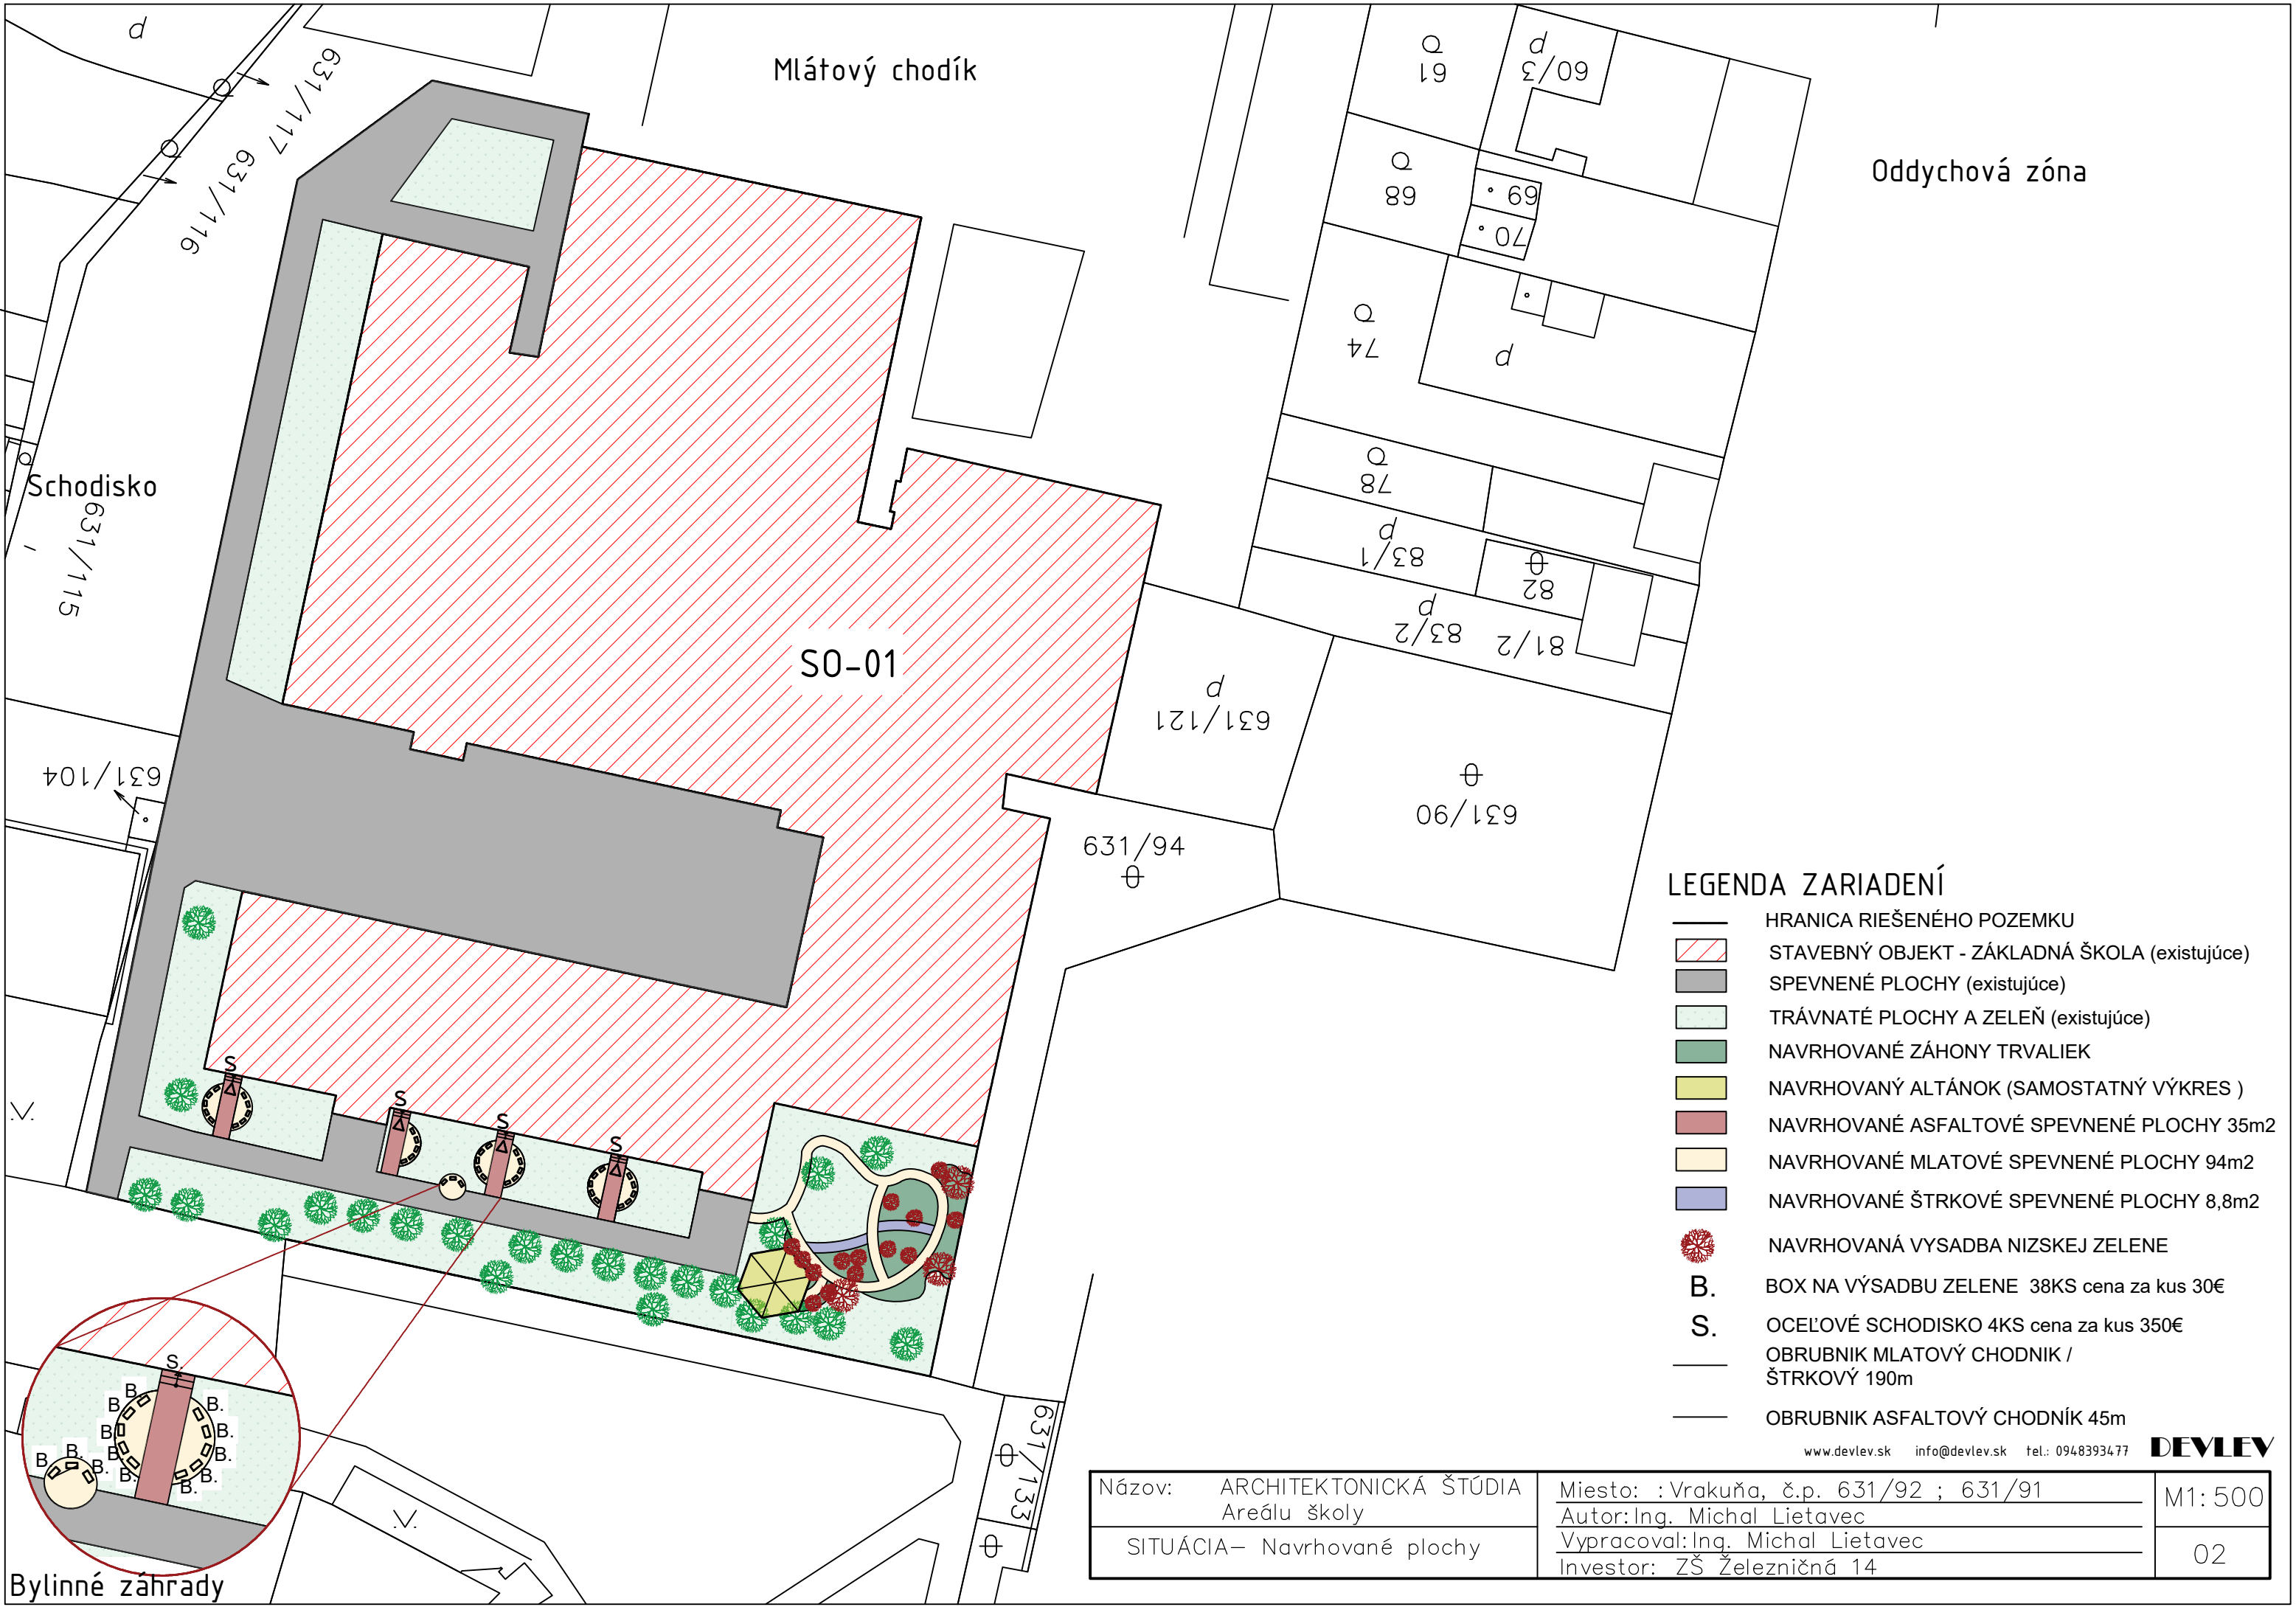 Mlátový chodík
Oddychová zóna
Schodisko
SO-01
631/117
631/116
631/115
631/104
61
60/3
68
69
70
74
78
83/1
82
83/2
81/2
631/121
631/90
631/94
631/133
S
S
S
S
LEGENDA ZARIADENÍ
HRANICA RIEŠENÉHO POZEMKU
STAVEBNÝ OBJEKT - ZÁKLADNÁ ŠKOLA (existujúce)
SPEVNENÉ PLOCHY (existujúce)
TRÁVNATÉ PLOCHY A ZELEŇ (existujúce)
NAVRHOVANÉ ZÁHONY TRVALIEK
NAVRHOVANÝ ALTÁNOK (SAMOSTATNÝ VÝKRES )
NAVRHOVANÉ ASFALTOVÉ SPEVNENÉ PLOCHY 35m2
NAVRHOVANÉ MLATOVÉ SPEVNENÉ PLOCHY 94m2
NAVRHOVANÉ ŠTRKOVÉ SPEVNENÉ PLOCHY 8,8m2
NAVRHOVANÁ VYSADBA NIZSKEJ ZELENE
B. BOX NA VÝSADBU ZELENE 38KS cena za kus 30€
S. OCEĽOVÉ SCHODISKO 4KS cena za kus 350€
OBRUBNIK MLATOVÝ CHODNIK /
ŠTRKOVÝ 190m
OBRUBNIK ASFALTOVÝ CHODNÍK 45m
www.devlev.sk info@devlev.sk tel.: 0948393477 DEVLEV
S.
B.
B.
B.
B.
B.
B.
B.
B.
B.
B.
B.
B.
B.
Bylinné záhrady
Názov: ARCHITEKTONICKÁ ŠTÚDIA
Areálu školy
SITUÁCIA– Navrhované plochy
Miesto: :Vrakuňa, č.p. 631/92 ; 631/91
Autor:Ing. Michal Lietavec
Vypracoval:Ing. Michal Lietavec
Investor: ZŠ Železničná 14
M1:500
02